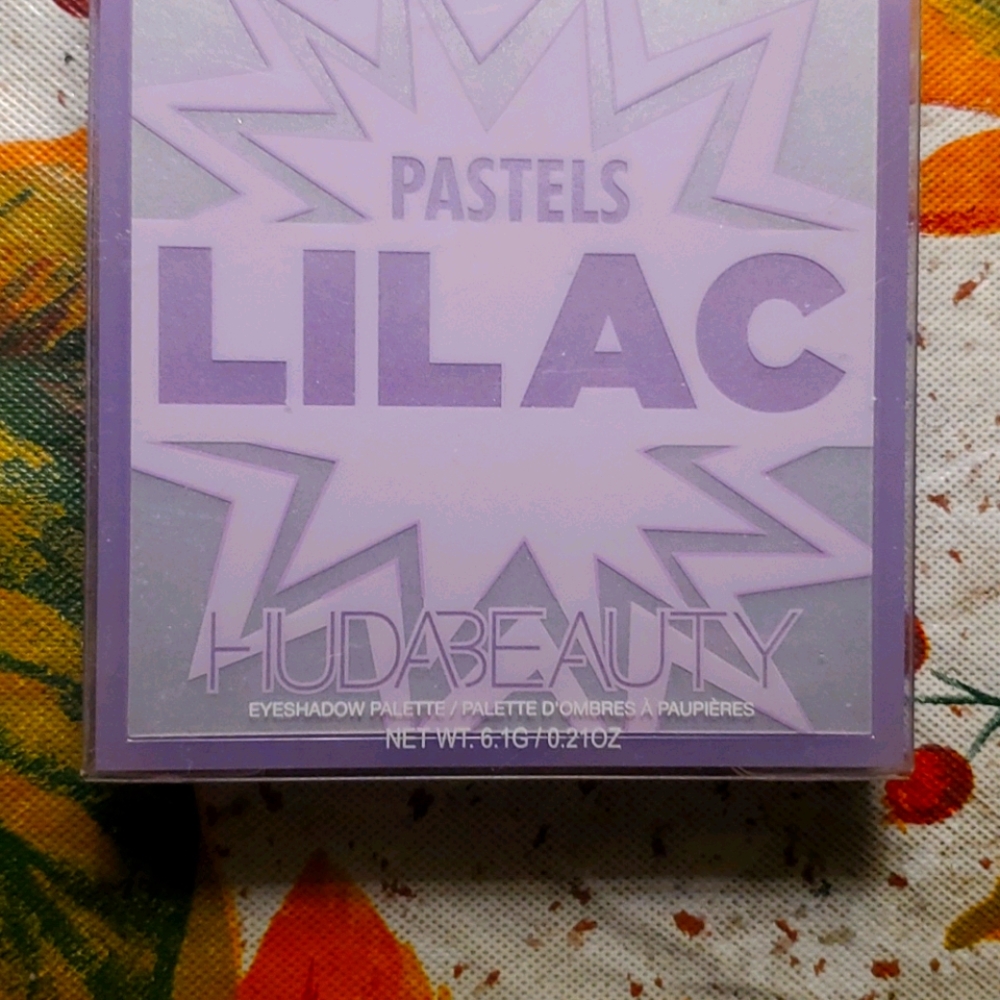 PASTELS
LILAC
HUDABEAUTY
EYESHADOW PALETTE / PALETTE D'OMBRES À PAUPIÈRES
NET WT. 6.1G / 0.21OZ